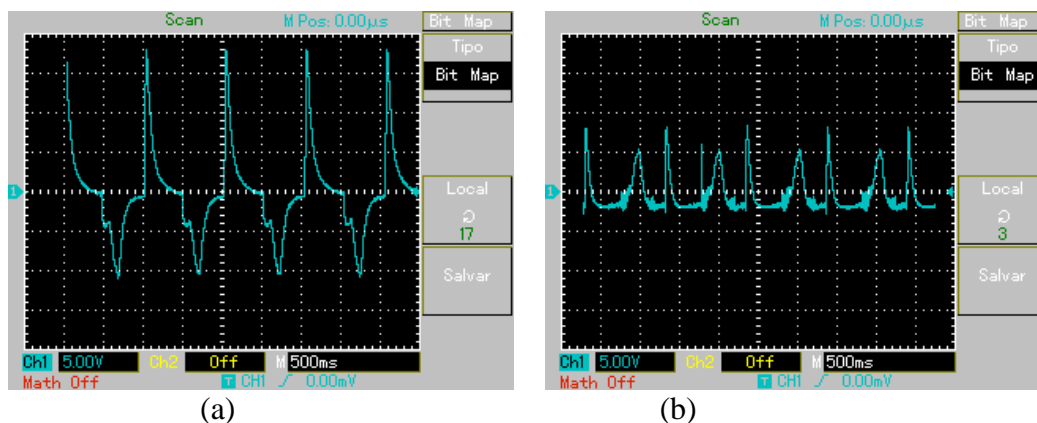 Scan
M Pos: 0.00µs
Bit Map
Tipo
Bit Map
1
Local
17
Salvar
Ch1 5.00V Ch2 Off M 500ms
Math Off T CH1 0.00mV
(a)
Scan
M Pos: 0.00µs
Bit Map
Tipo
Bit Map
1
Local
3
Salvar
Ch1 5.00V Ch2 Off M 500ms
Math Off T CH1 0.00mV
(b)